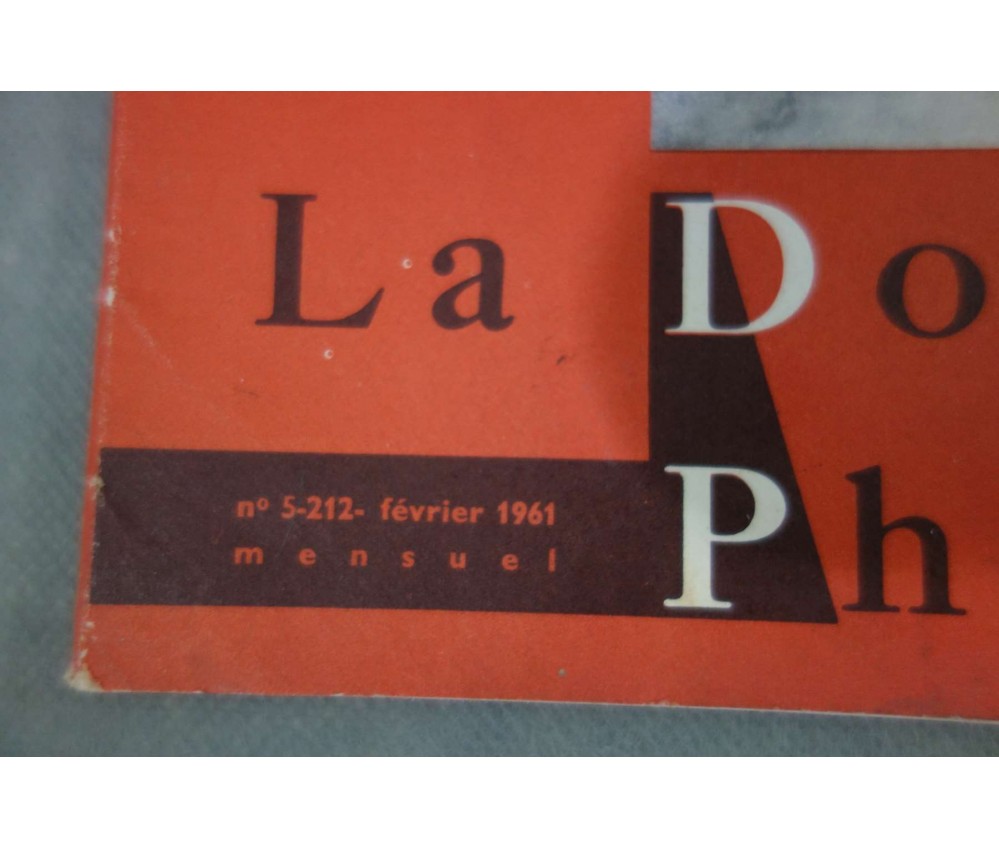 La Do
Ph
nº 5-212- février 1961
mensuel